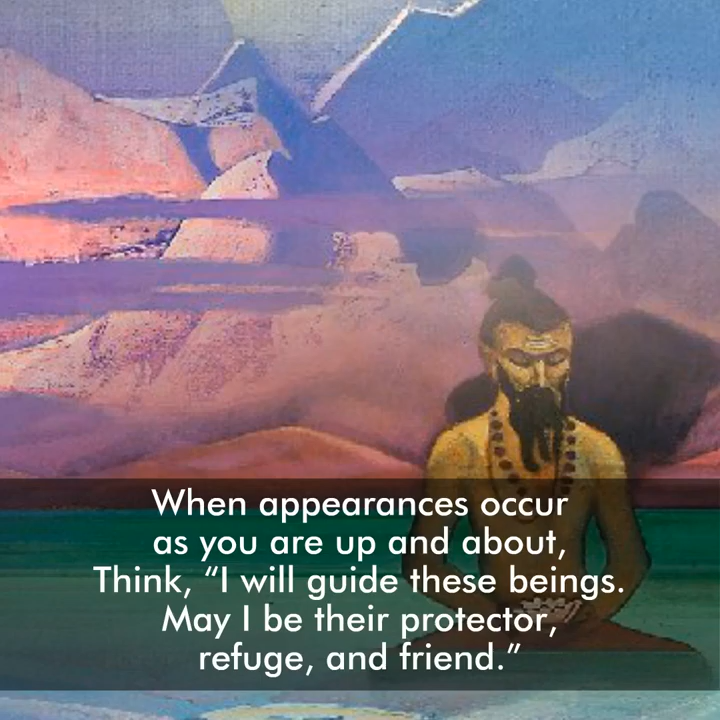 When appearances occur
as you are up and about,
Think, “I will guide these beings.
May I be their protector,
refuge, and friend.”